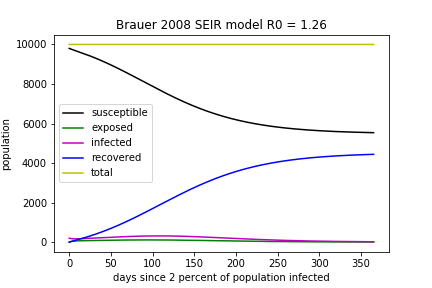 Brauer 2008 SEIR model R0 = 1.26
10000
8000
6000
4000
2000
0
population
susceptible
exposed
infected
recovered
total
0
50
100
150
200
250
300
350
days since 2 percent of population infected